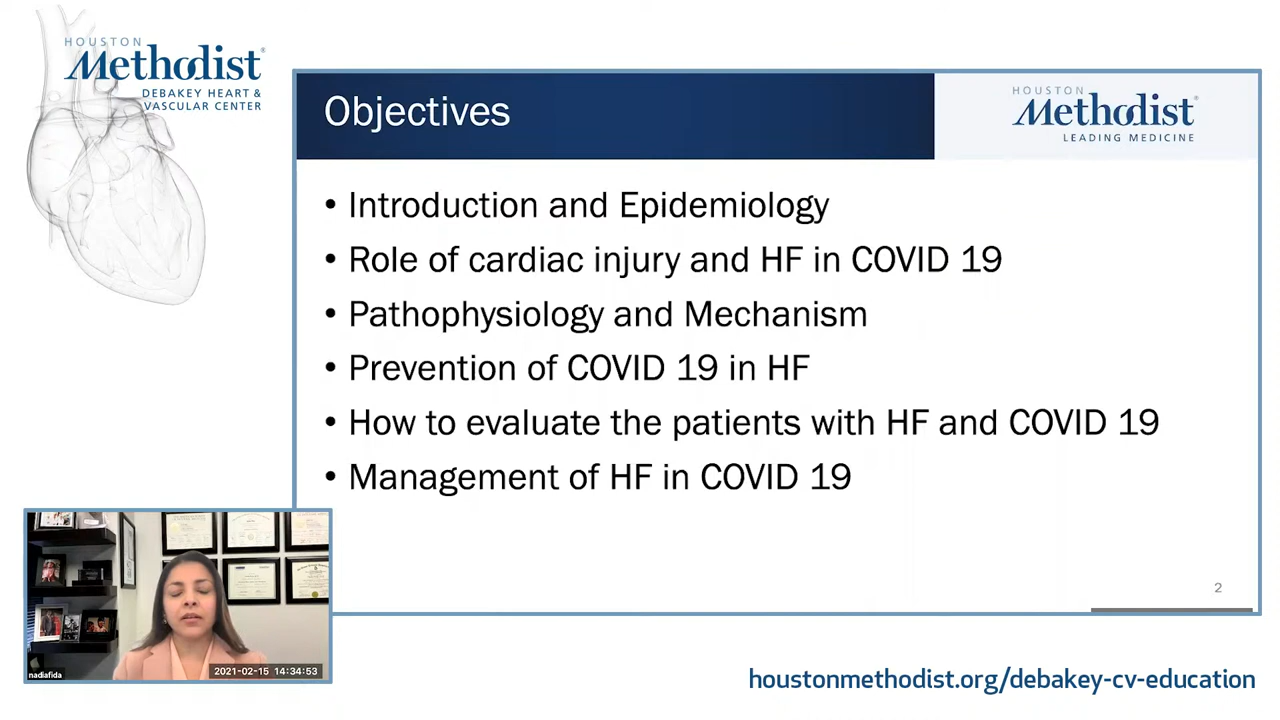 HOUSTON
Methodist®
DEBAKEY HEART &
VASCULAR CENTER
Objectives
HOUSTON
Methodist®
LEADING MEDICINE
• Introduction and Epidemiology
• Role of cardiac injury and HF in COVID 19
• Pathophysiology and Mechanism
• Prevention of COVID 19 in HF
• How to evaluate the patients with HF and COVID 19
• Management of HF in COVID 19
2
nadiafida
2021-02-15 14:34:53
houstonmethodist.org/debakey-cv-education